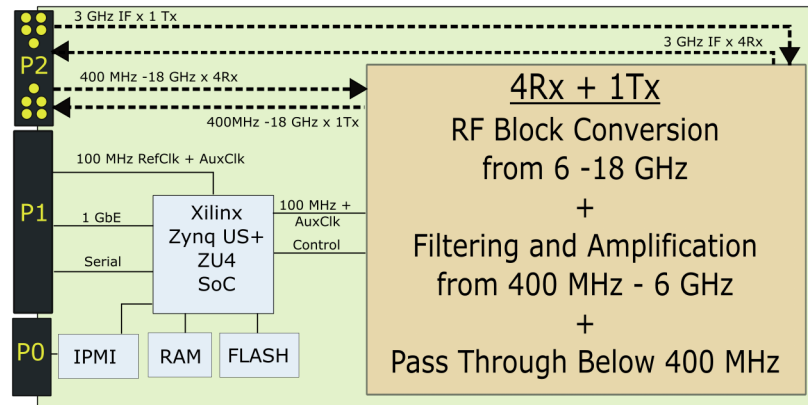 3 GHz IF x 1 Tx
3 GHz IF x 4Rx
P2
400 MHz -18 GHz x 4Rx
400MHz -18 GHz x 1Tx
4Rx + 1Tx
RF Block Conversion
from 6 -18 GHz
+
Filtering and Amplification
from 400 MHz - 6 GHz
+
Pass Through Below 400 MHz
P1
100 MHz RefClk + AuxClk
1 GbE
Serial
Xilinx
Zynq US+
ZU4
SoC
100 MHz +
AuxClk
Control
P0
IPMI
RAM
FLASH